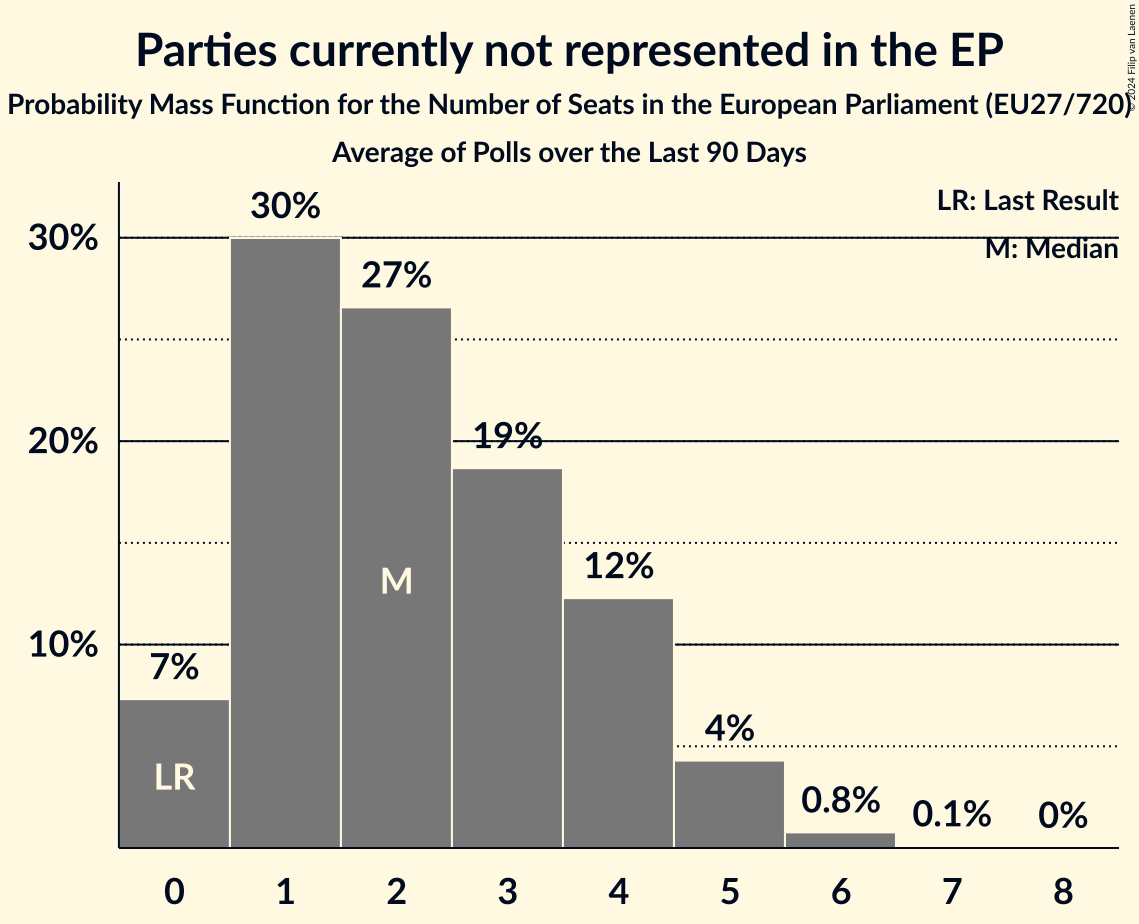 Parties currently not represented in the EP
Probability Mass Function for the Number of Seats in the European Parliament (EU27/720)
Average of Polls over the Last 90 Days
© 2024 Filip van Laenen
LR: Last Result
M: Median
30%
20%
10%
7%
30%
27%
19%
12%
4%
0.8%
0.1%
0%
LR
M
0 1 2 3 4 5 6 7 8